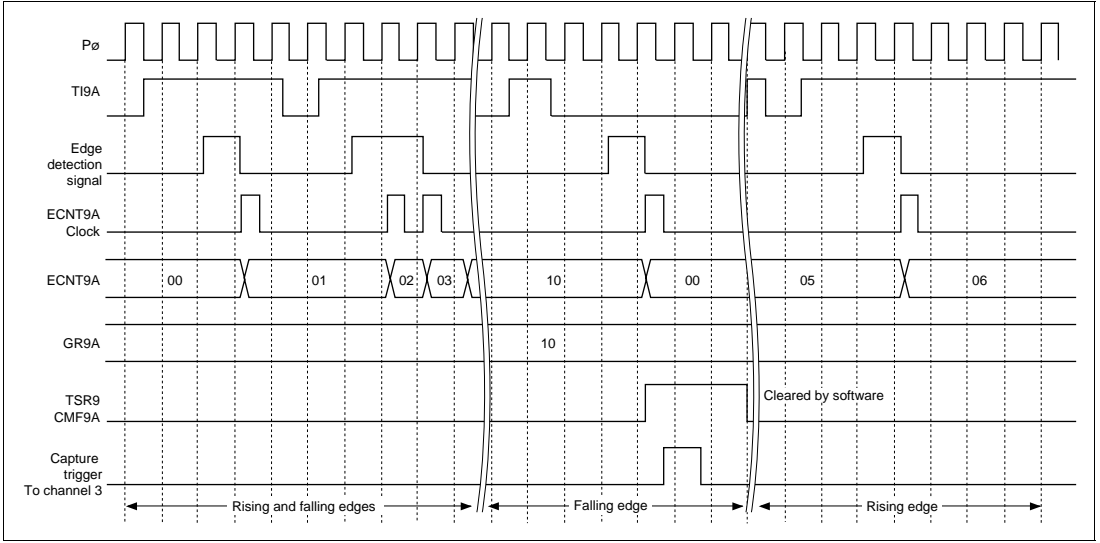 Pø
TI9A
Edge
detection
signal
ECNT9A
Clock
ECNT9A
00
01
02
03
10
00
05
06
GR9A
10
TSR9
CMF9A
Cleared by software
Capture
trigger
To channel 3
Rising and falling edges
Falling edge
Rising edge